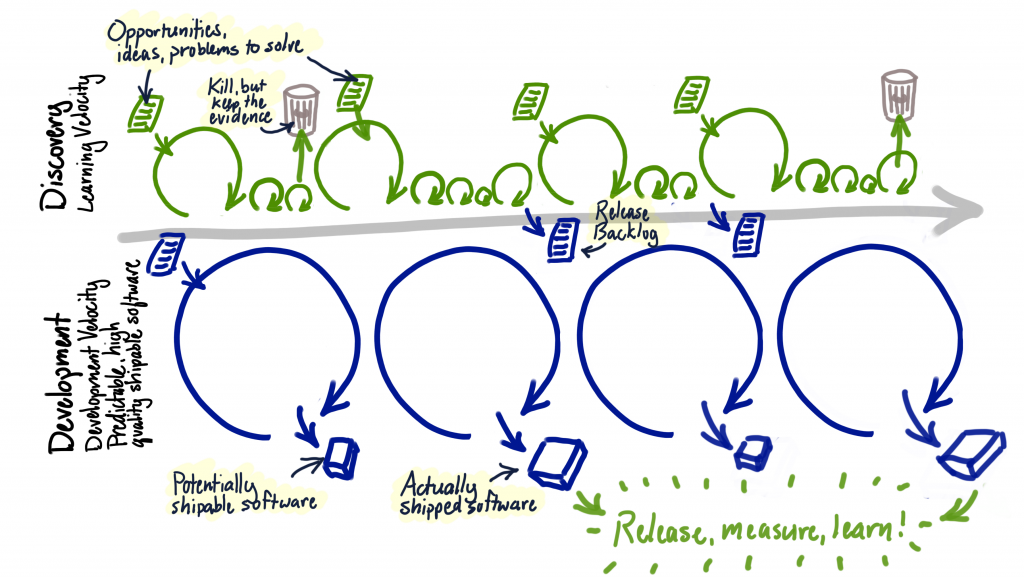 Opportunities,
ideas, problems to solve
Kill, but
keep the
evidence
Discovery
Learning Velocity
Release
Backlog
Development
Development Velocity
Predictable, high
quality shipable software
Potentially
shipable software
Actually
shipped software
Release, measure, learn!